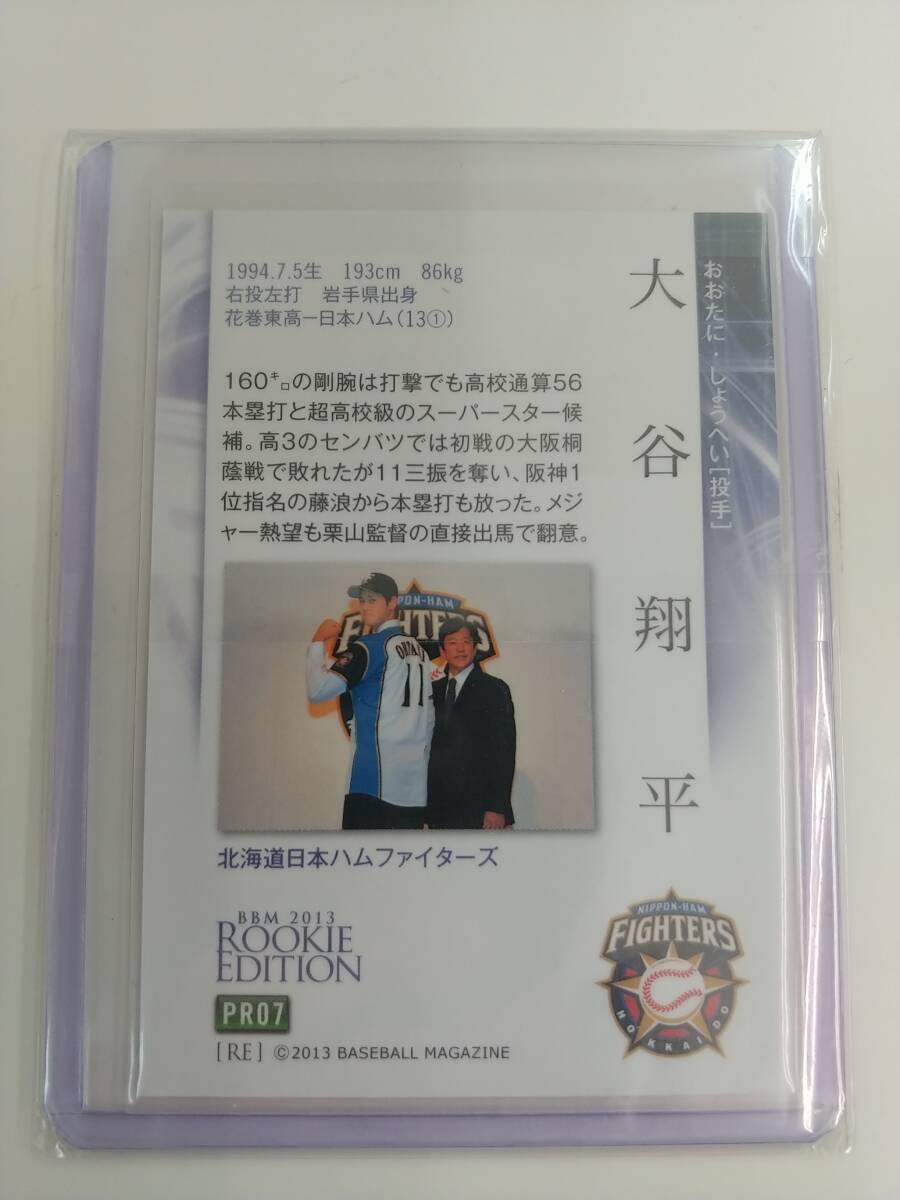 大谷翔平
おおたに・しょうへい[投手]
1994.7.5生 193cm 86kg
右投左打 岩手県出身
花巻東高ー日本ハム(13①)
160㌔の剛腕は打撃でも高校通算56
本塁打と超高校級のスーパースター候
補。高3のセンバツでは初戦の大阪桐
蔭戦で敗れたが11三振を奪い、阪神1
位指名の藤浪から本塁打も放った。メジ
ャー熱望も栗山監督の直接出馬で翻意。
PPON-HAM
FIGHTERS
OHTANI
11
北海道日本ハムファイターズ
BBM 2013
ROOKIE
EDITION
PR07
[RE] ©2013 BASEBALL MAGAZINE
NIPPON-HAM
FIGHTERS
HOKKAIDO